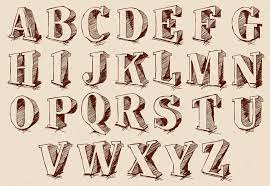 ABCDEFG
HIJKLMN
OPQRSTU
VWXYZ